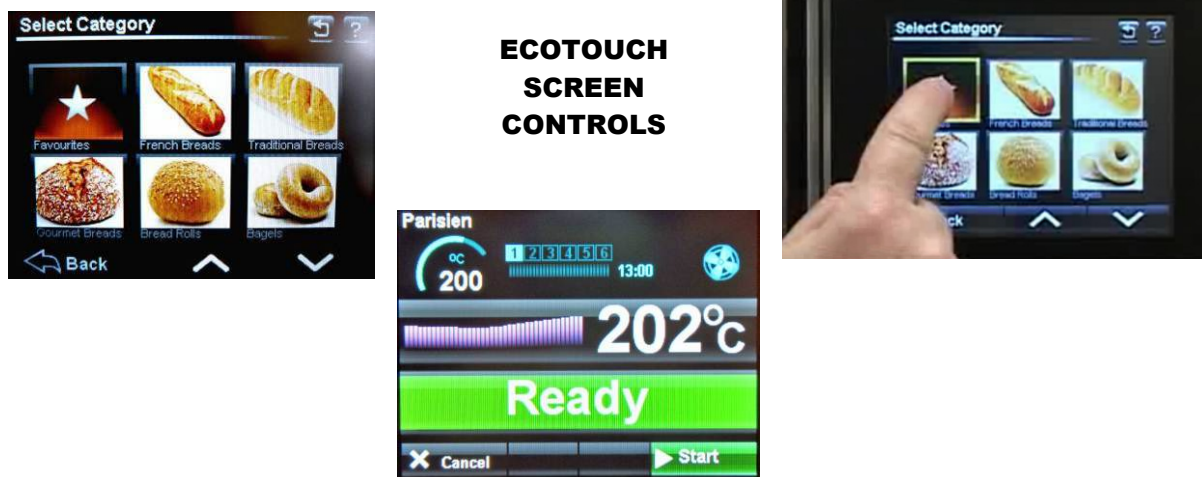 Select Category
?
Favourites French Breads Traditional Breads
Gourmet Breads Bread Rolls Bagels
Back
ECOTOUCH
SCREEN
CONTROLS
Parisien
°C
200
1 2 3 4 5 6
13:00
202°C
Ready
X Cancel
Start
Select Category
?
French Breads Traditional Breads
Gourmet Breads Bread Rolls Bagels